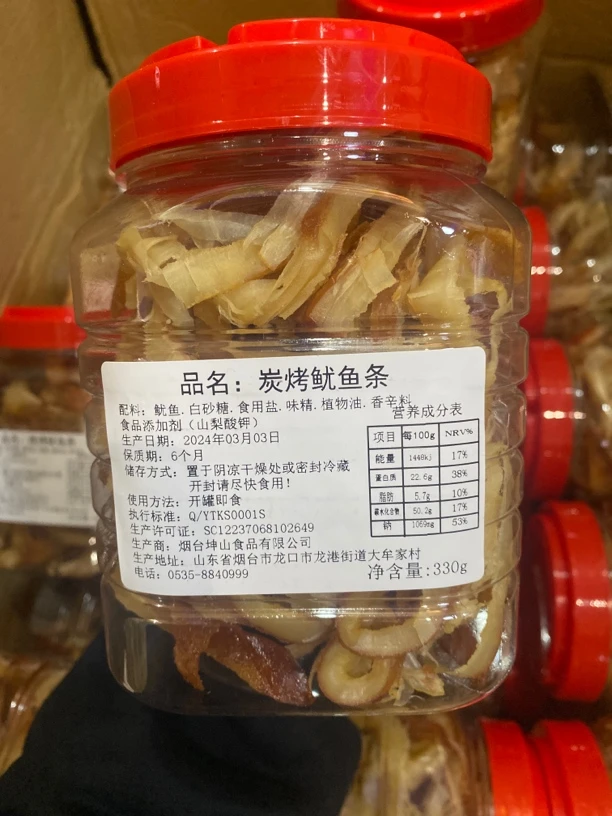 品名：炭烤鱿鱼条
配料：鱿鱼.白砂糖.食用盐.味精.植物油.香辛料
食品添加剂（山梨酸钾）
生产日期：2024年03月03日
保质期：6个月
储存方式：置于阴凉干燥处或密封冷藏
开封请尽快食用！
使用方法：开罐即食
执行标准：Q/YTKS0001S
生产许可证：SC12237068102649
生产商：烟台坤山食品有限公司
生产地址：山东省烟台市龙口市龙港街道大牟家村
电话：0535-8840999
营养成分表
项目 每100g NRV%
能量 1448kj 17%
蛋白质 22.6g 38%
脂肪 5.7g 10%
碳水化合物 50.2g 17%
钠 1069mg 53%
净含量:330g